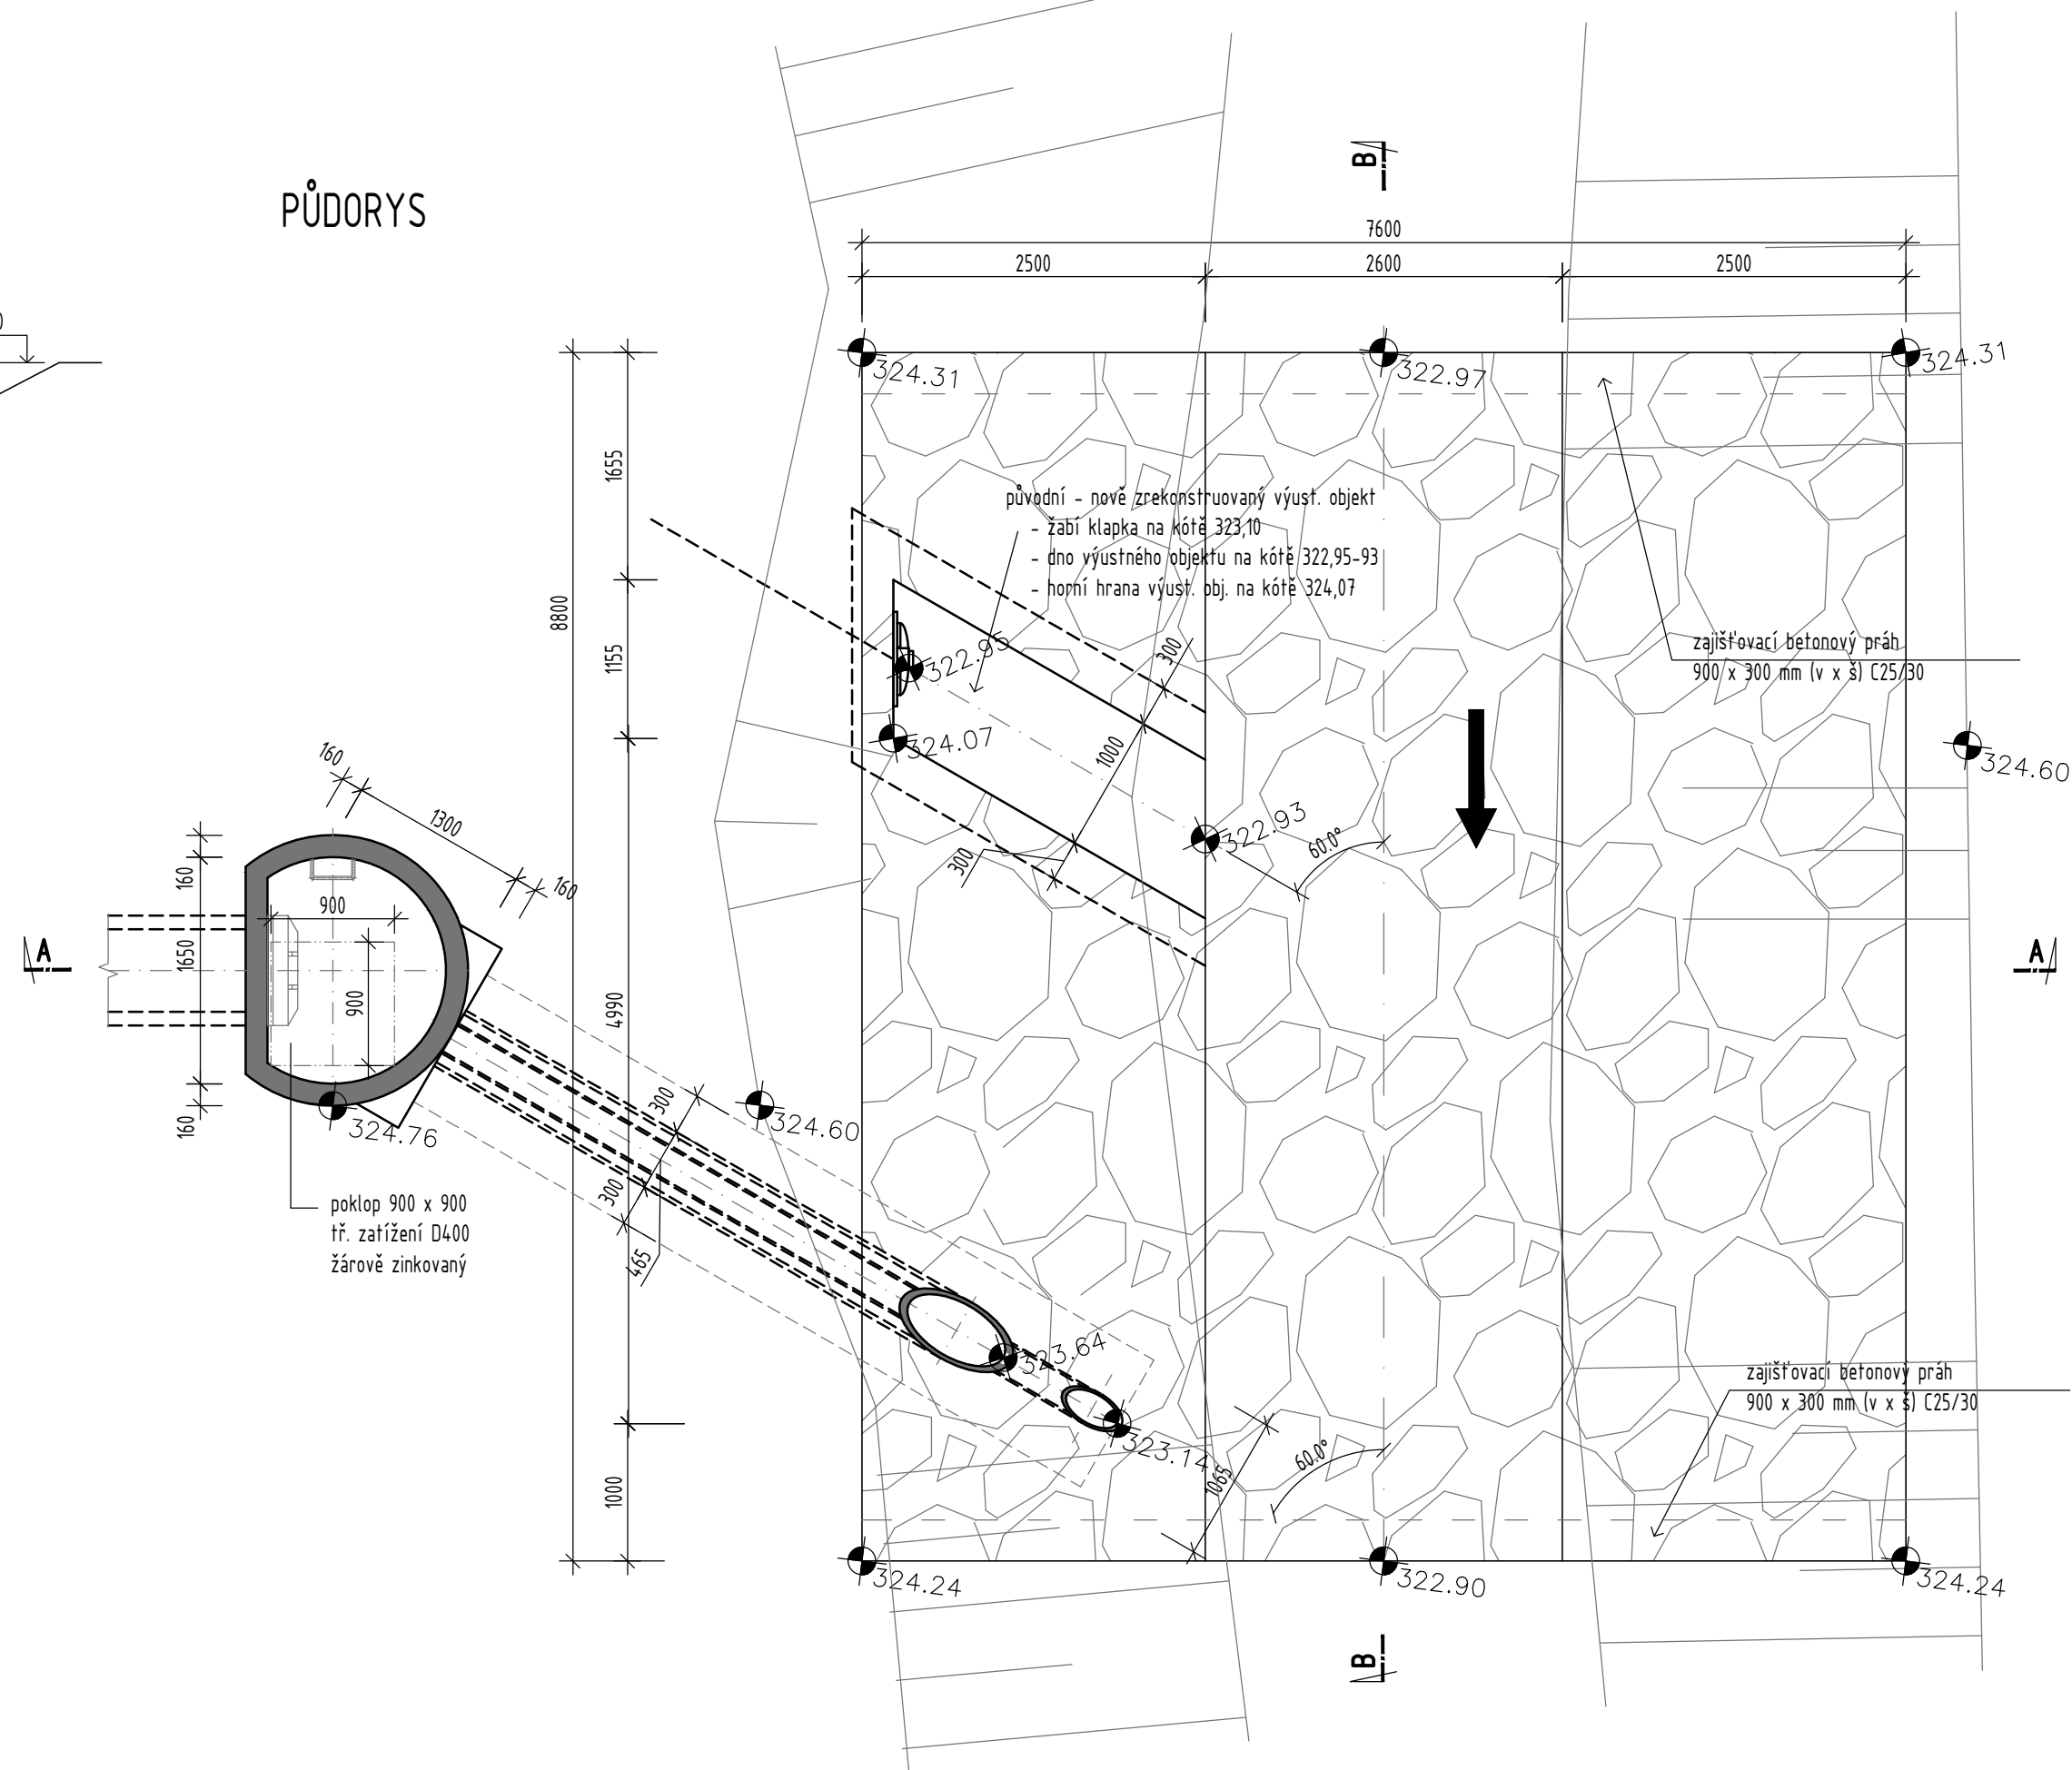 PŮDORYS
B
7600
2500
2600
2500
324.31
322.97
324.31
1655
původní - nově zrekonstruovaný výust. objekt
- žabí klapka na kótě 323,10
- dno výustného objektu na kótě 322,95-93
- horní hrana výust. obj. na kótě 324,07
8800
1155
322.95
300
zajišťovací betonový práh
900 x 300 mm (v x š) C25/30
324.07
1000
324.60
160
1300
160
322.93
60.0°
300
160
900
A
1650
900
4990
A
160
324.76
300
324.60
poklop 900 x 900
tř. zatížení D400
žárově zinkovaný
300
465
323.64
zajišťovací betonový práh
900 x 300 mm (v x š) C25/30
323.14
1065
60.0°
1000
324.24
322.90
324.24
B